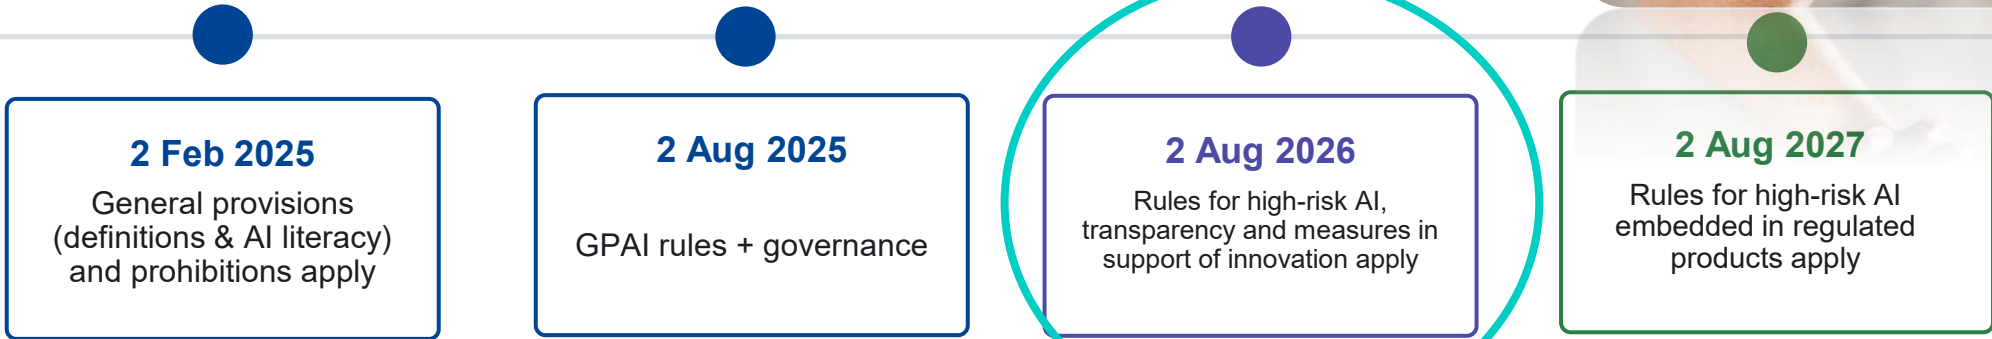 2 Feb 2025
General provisions
(definitions & AI literacy)
and prohibitions apply
2 Aug 2025
GPAI rules + governance
2 Aug 2026
Rules for high-risk AI,
transparency and measures in
support of innovation apply
2 Aug 2027
Rules for high-risk AI
embedded in regulated
products apply